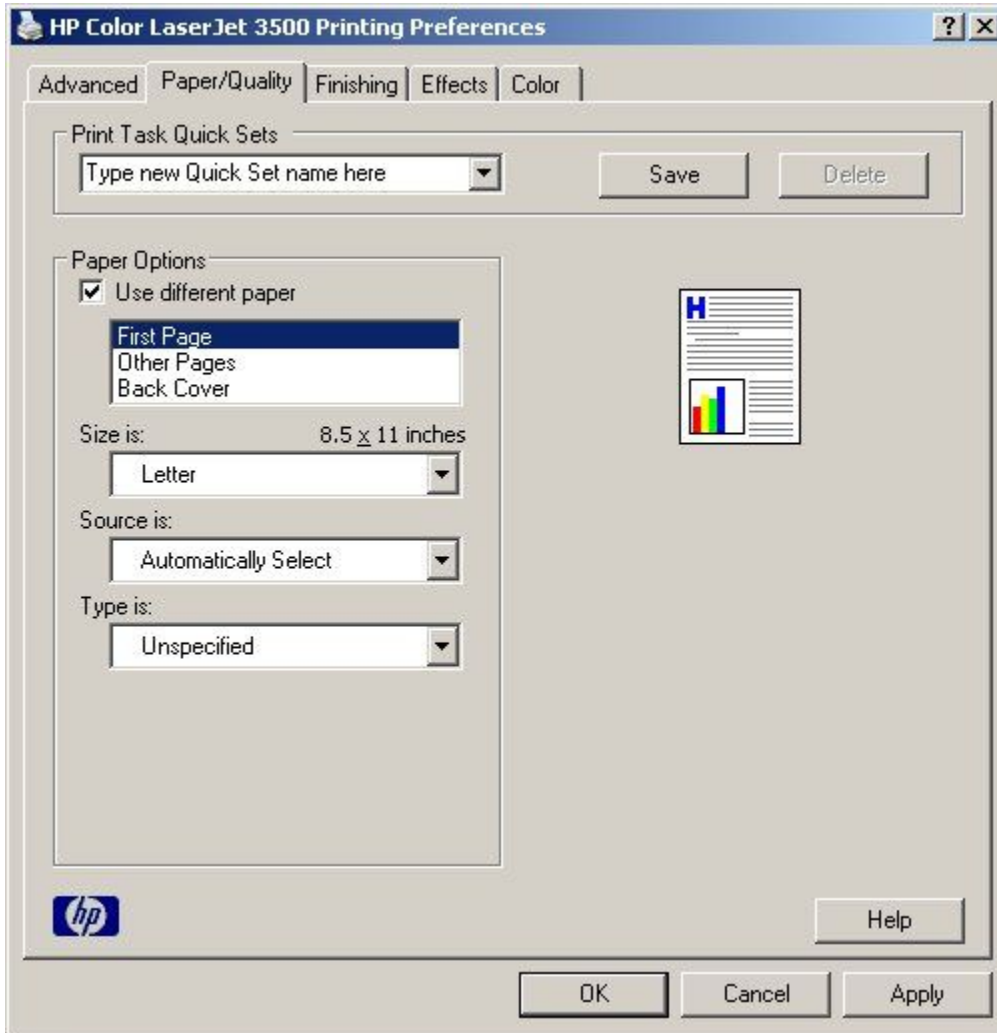 HP Color LaserJet 3500 Printing Preferences
Advanced Paper/Quality Finishing Effects Color
Print Task Quick Sets
Type new Quick Set name here Save Delete
Paper Options
Use different paper
First Page
Other Pages
Back Cover
Size is: 8.5 x 11 inches
Letter
Source is:
Automatically Select
Type is:
Unspecified
H
hp
Help
OK Cancel Apply